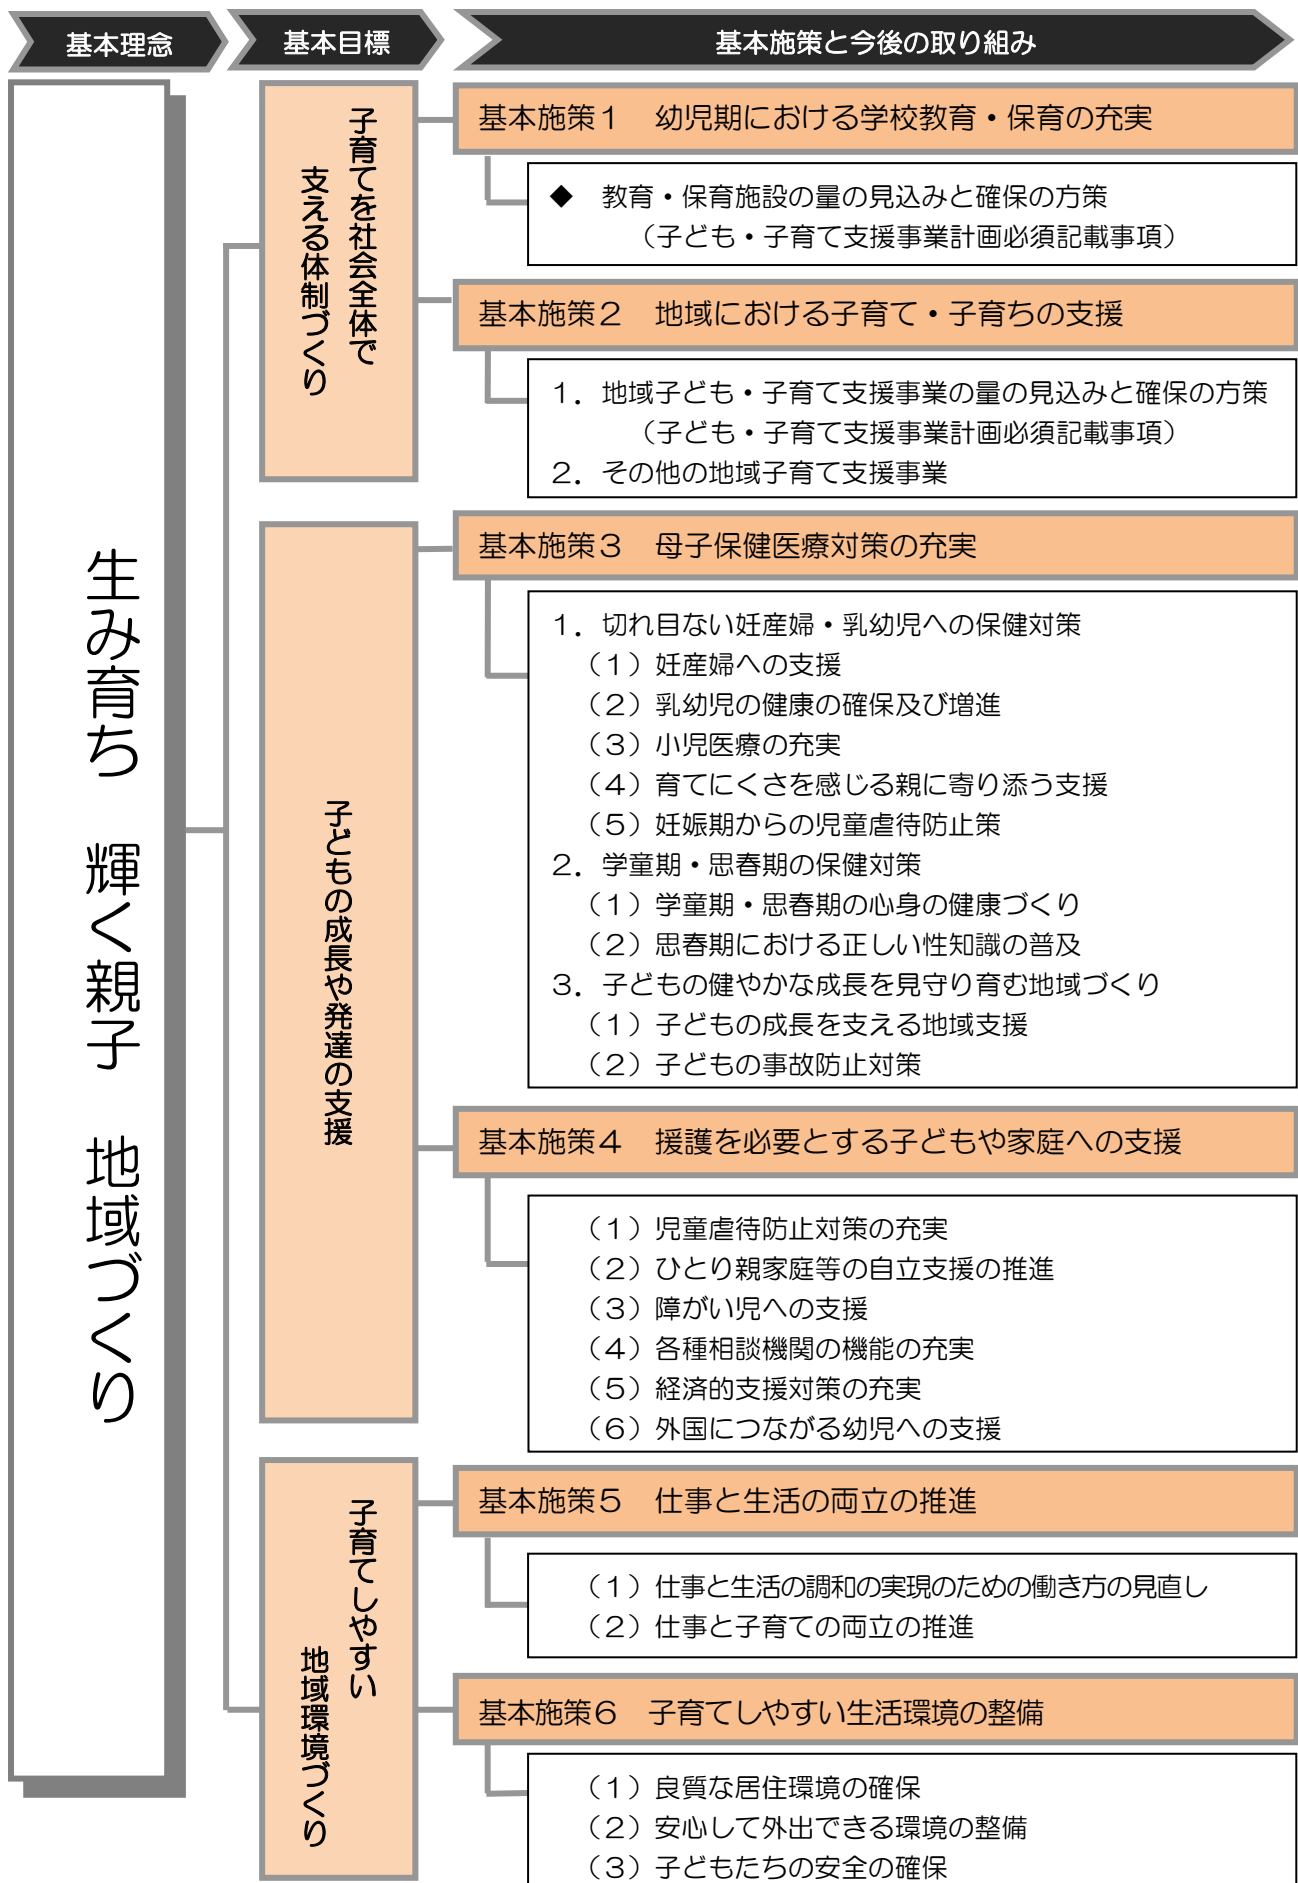 基本理念
基本目標
基本施策と今後の取り組み
生み育ち　輝く親子　地域づくり
子育てを社会全体で
支える体制づくり
基本施策１　幼児期における学校教育・保育の充実
◆　教育・保育施設の量の見込みと確保の方策
（子ども・子育て支援事業計画必須記載事項）
基本施策２　地域における子育て・子育ちの支援
１．地域子ども・子育て支援事業の量の見込みと確保の方策
（子ども・子育て支援事業計画必須記載事項）
２．その他の地域子育て支援事業
子どもの成長や発達の支援
基本施策３　母子保健医療対策の充実
１．切れ目ない妊産婦・乳幼児への保健対策
（１）妊産婦への支援
（２）乳幼児の健康の確保及び増進
（３）小児医療の充実
（４）育てにくさを感じる親に寄り添う支援
（５）妊娠期からの児童虐待防止策
２．学童期・思春期の保健対策
（１）学童期・思春期の心身の健康づくり
（２）思春期における正しい性知識の普及
３．子どもの健やかな成長を見守り育む地域づくり
（１）子どもの成長を支える地域支援
（２）子どもの事故防止対策
基本施策４　援護を必要とする子どもや家庭への支援
（１）児童虐待防止対策の充実
（２）ひとり親家庭等の自立支援の推進
（３）障がい児への支援
（４）各種相談機関の機能の充実
（５）経済的支援対策の充実
（６）外国につながる幼児への支援
子育てしやすい
地域環境づくり
基本施策５　仕事と生活の両立の推進
（１）仕事と生活の調和の実現のための働き方の見直し
（２）仕事と子育ての両立の推進
基本施策６　子育てしやすい生活環境の整備
（１）良質な居住環境の確保
（２）安心して外出できる環境の整備
（３）子どもたちの安全の確保